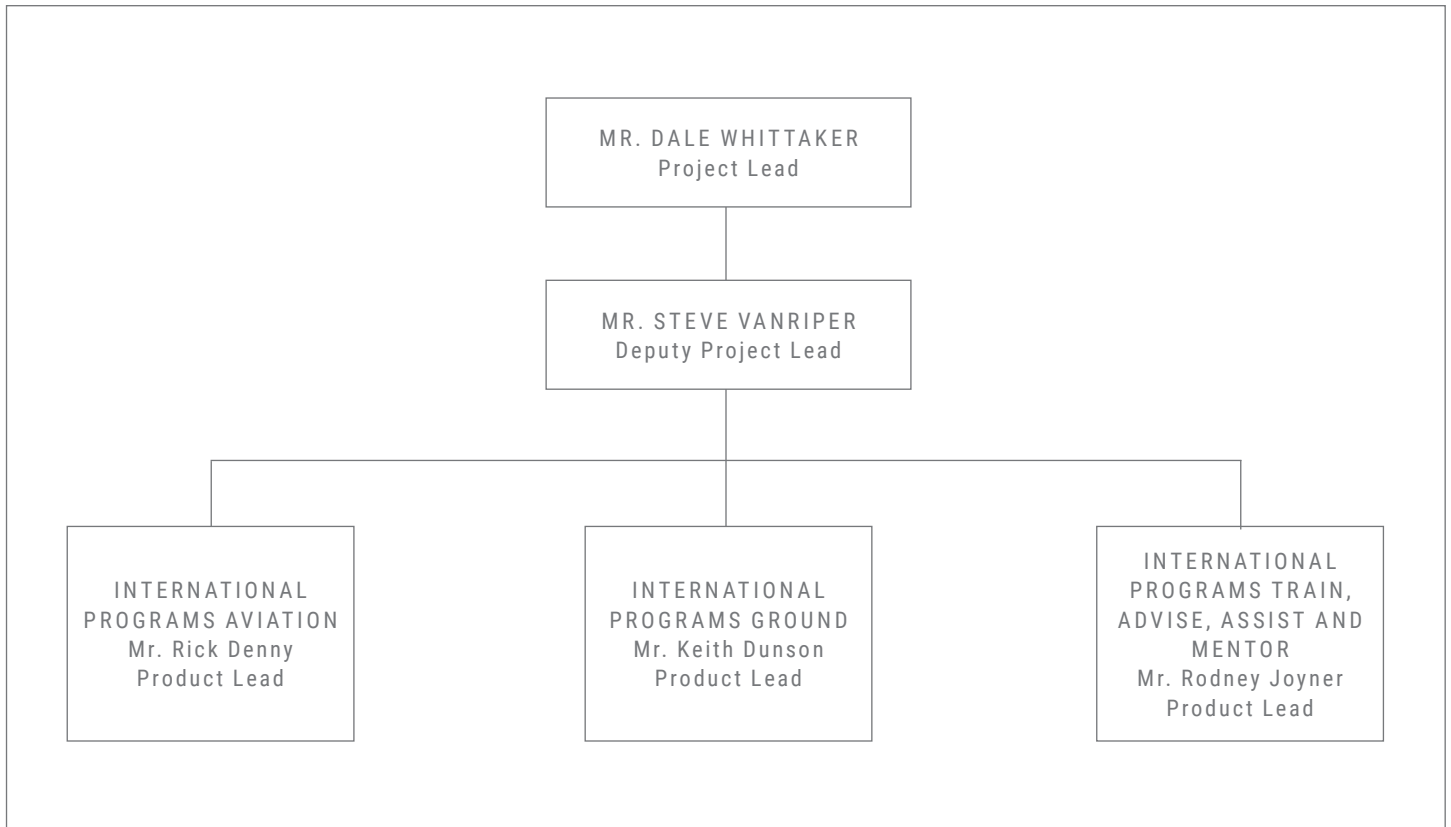 MR. DALE WHITTAKER
Project Lead
MR. STEVE VANRIPER
Deputy Project Lead
INTERNATIONAL
PROGRAMS AVIATION
Mr. Rick Denny
Product Lead
INTERNATIONAL
PROGRAMS GROUND
Mr. Keith Dunson
Product Lead
INTERNATIONAL
PROGRAMS TRAIN,
ADVISE, ASSIST AND
MENTOR
Mr. Rodney Joyner
Product Lead